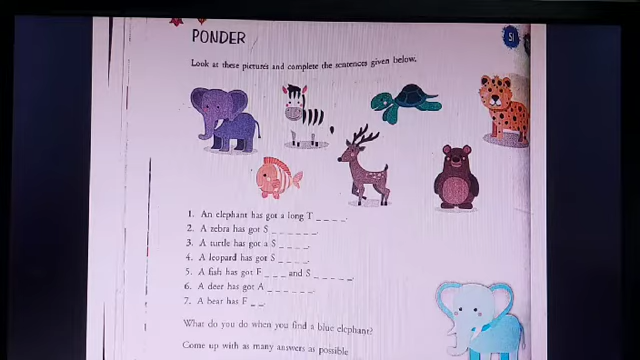 PONDER
51
Look at these pictures and complete the sentences given below.
1. An elephant has got a long T _ _ _ _.
2. A zebra has got S _ _ _ _ _ _.
3. A turtle has got a S _ _ _ _.
4. A leopard has got S _ _ _ _.
5. A fish has got F _ _ _ and S _ _ _ _ _.
6. A deer has got A _ _ _ _ _ _.
7. A bear has F _ _.
What do you do when you find a blue elephant?
Come up with as many answers as possible